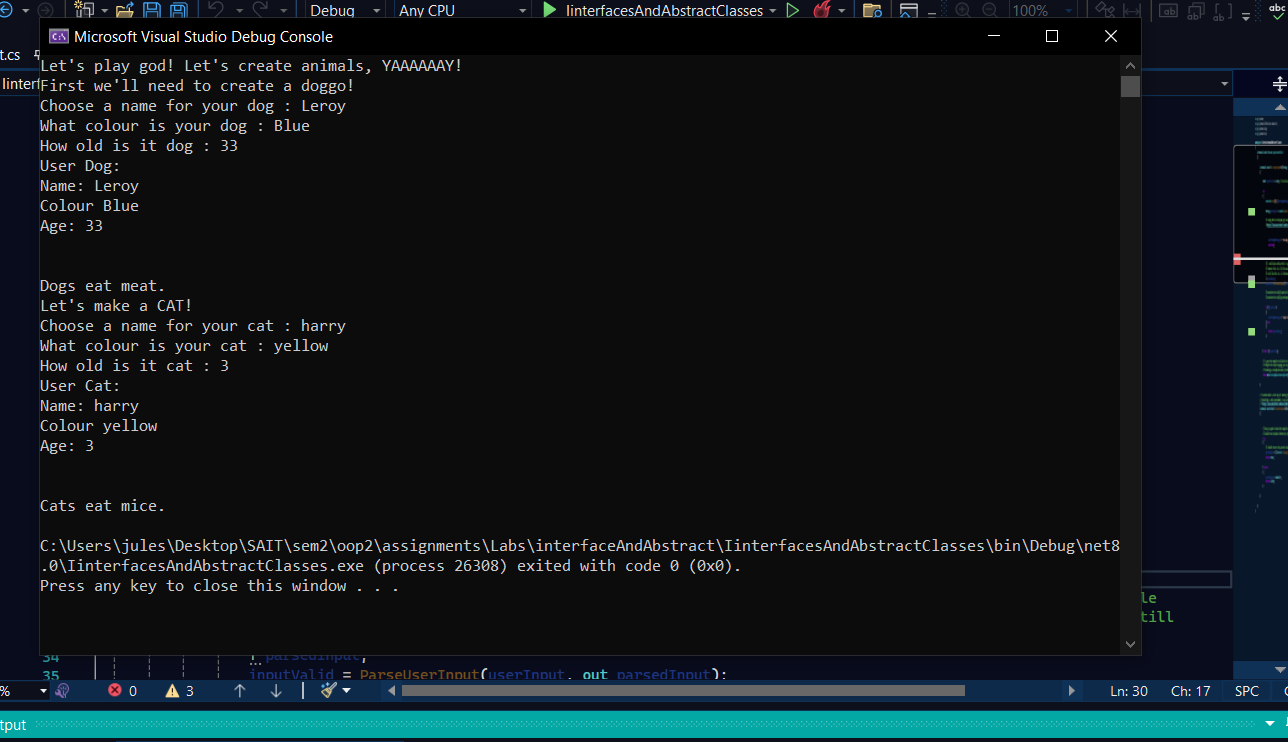 Debug Any CPU IinterfacesAndAbstractClasses 100%
Microsoft Visual Studio Debug Console
t.cs
Let's play god! Let's create animals, YAAAAAAY!
First we'll need to create a doggo!
Choose a name for your dog : Leroy
What colour is your dog : Blue
How old is it dog : 33
User Dog:
Name: Leroy
Colour Blue
Age: 33
Dogs eat meat.
Let's make a CAT!
Choose a name for your cat : harry
What colour is your cat : yellow
How old is it cat : 3
User Cat:
Name: harry
Colour yellow
Age: 3
Cats eat mice.
C:\Users\jules\Desktop\SAIT\sem2\oop2\assignments\Labs\interfaceAndAbstract\IinterfacesAndAbstractClasses\bin\Debug\net8
.0\IinterfacesAndAbstractClasses.exe (process 26308) exited with code 0 (0x0).
Press any key to close this window . . .
till
34
35 inputValid = ParseUserInput(userInput, out parsedInput);
% 0 3 Ln: 30 Ch: 17 SPC
tput